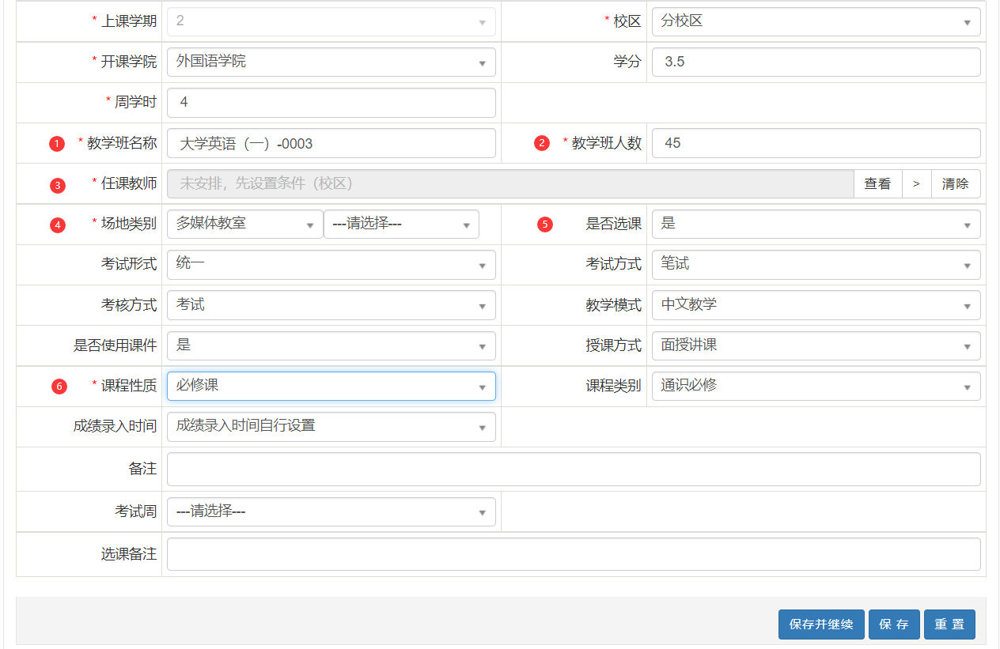 * 上课学期 2 * 校区 分校区
* 开课学院 外国语学院 学分 3.5
* 周学时 4
1 * 教学班名称 大学英语（一）-0003 2 * 教学班人数 45
3 * 任课教师 未安排，先设置条件（校区） 查看 > 清除
4 * 场地类别 多媒体教室 ---请选择--- 5 是否选课 是
考试形式 统一 考试方式 笔试
考核方式 考试 教学模式 中文教学
是否使用课件 是 授课方式 面授讲课
6 * 课程性质 必修课 课程类别 通识必修
成绩录入时间 成绩录入时间自行设置
备注
考试周 ---请选择---
选课备注
保存并继续 保 存 重 置